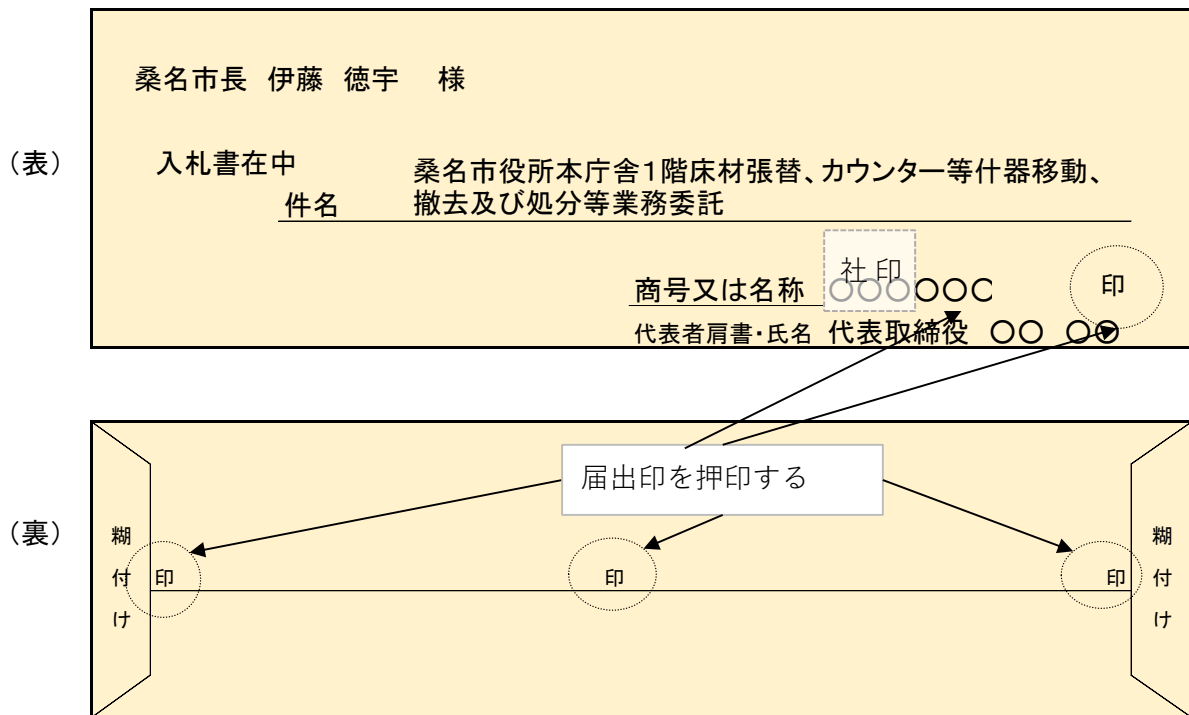 桑名市長 伊藤 徳宇 様
(表)
入札書在中
桑名市役所本庁舎1階床材張替、カウンター等什器移動、
件名 撤去及び処分等業務委託
社印
商号又は名称 ○○○○○○ 印
代表者肩書・氏名 代表取締役 ○○ ○○
届出印を押印する
(裏)
糊付け
印
印
印
糊付け